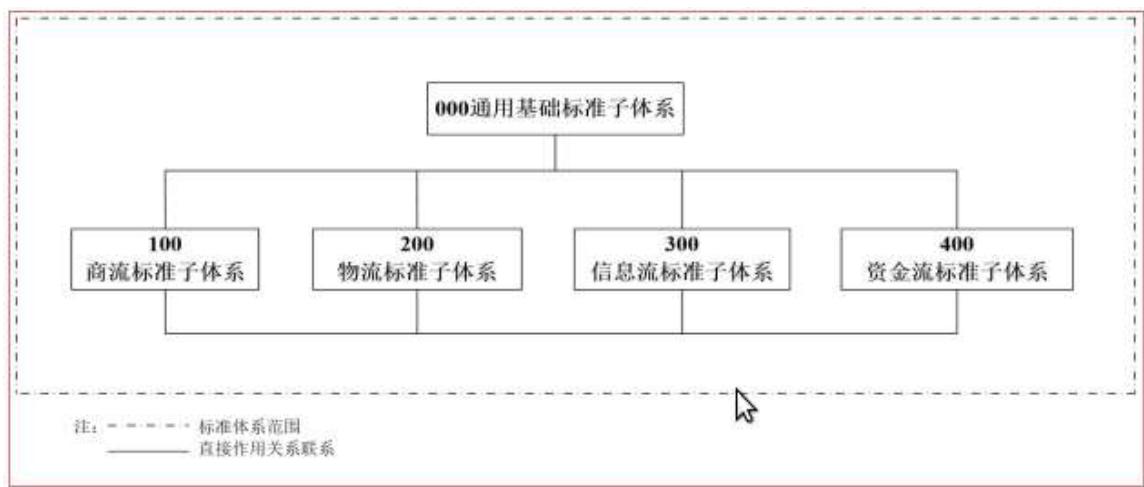 000通用基础标准子体系
100
商流标准子体系
200
物流标准子体系
300
信息流标准子体系
400
资金流标准子体系
注：
标准体系范围
直接作用关系联系